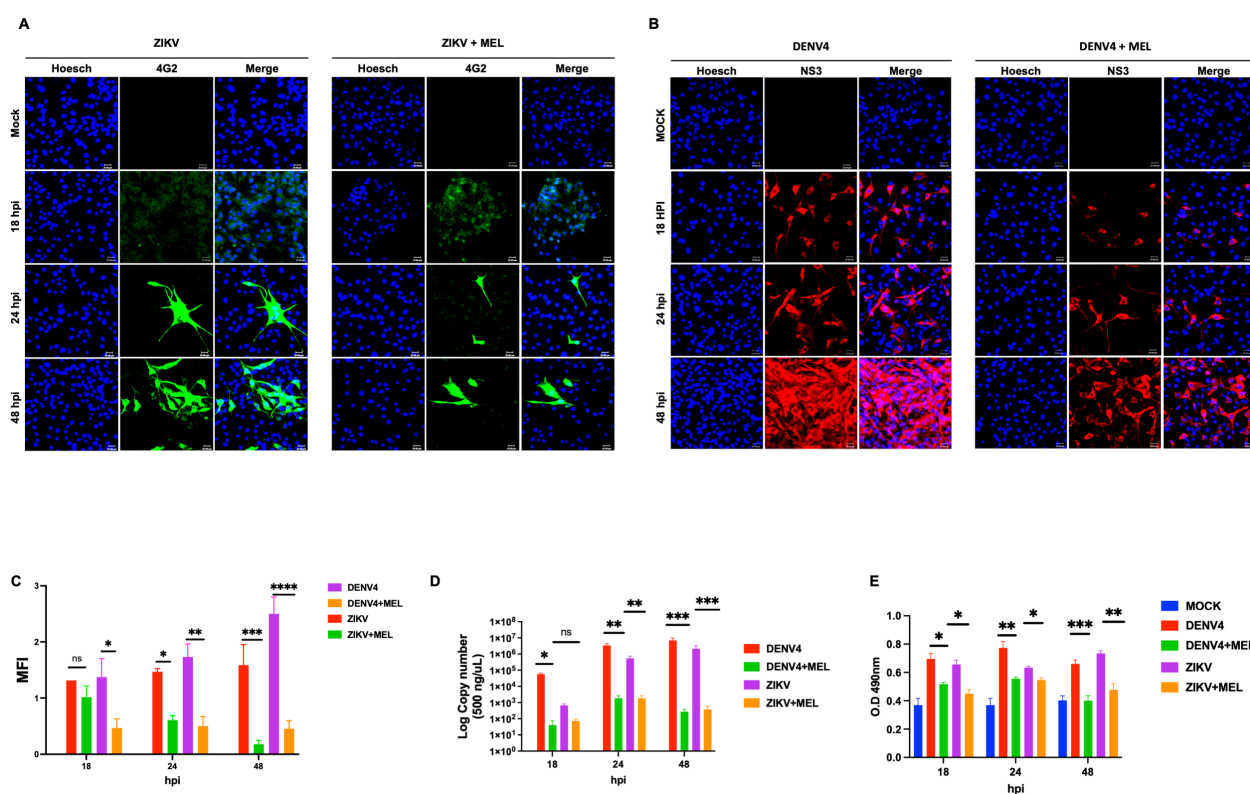 A
ZIKV
ZIKV + MEL
Hoesch 4G2 Merge
Hoesch 4G2 Merge
Mock
18 hpi
24 hpi
48 hpi
B
DENV4
DENV4 + MEL
Hoesch NS3 Merge
Hoesch NS3 Merge
MOCK
18 HPI
24 hpi
48 hpi
C
MFI
3
2
1
0
ns
*
*
**
***
****
18 24 48
hpi
DENV4
DENV4+MEL
ZIKV
ZIKV+MEL
D
Log Copy number
(500 ng/uL)
1×10⁸
1×10⁷
1×10⁶
1×10⁵
1×10⁴
1×10³
1×10²
1×10¹
1×10⁰
*
ns
**
**
***
***
18 24 48
hpi
DENV4
DENV4+MEL
ZIKV
ZIKV+MEL
E
O.D 490nm
1.0
0.8
0.6
0.4
0.2
0.0
*
*
**
*
***
**
18 24 48
hpi
MOCK
DENV4
DENV4+MEL
ZIKV
ZIKV+MEL